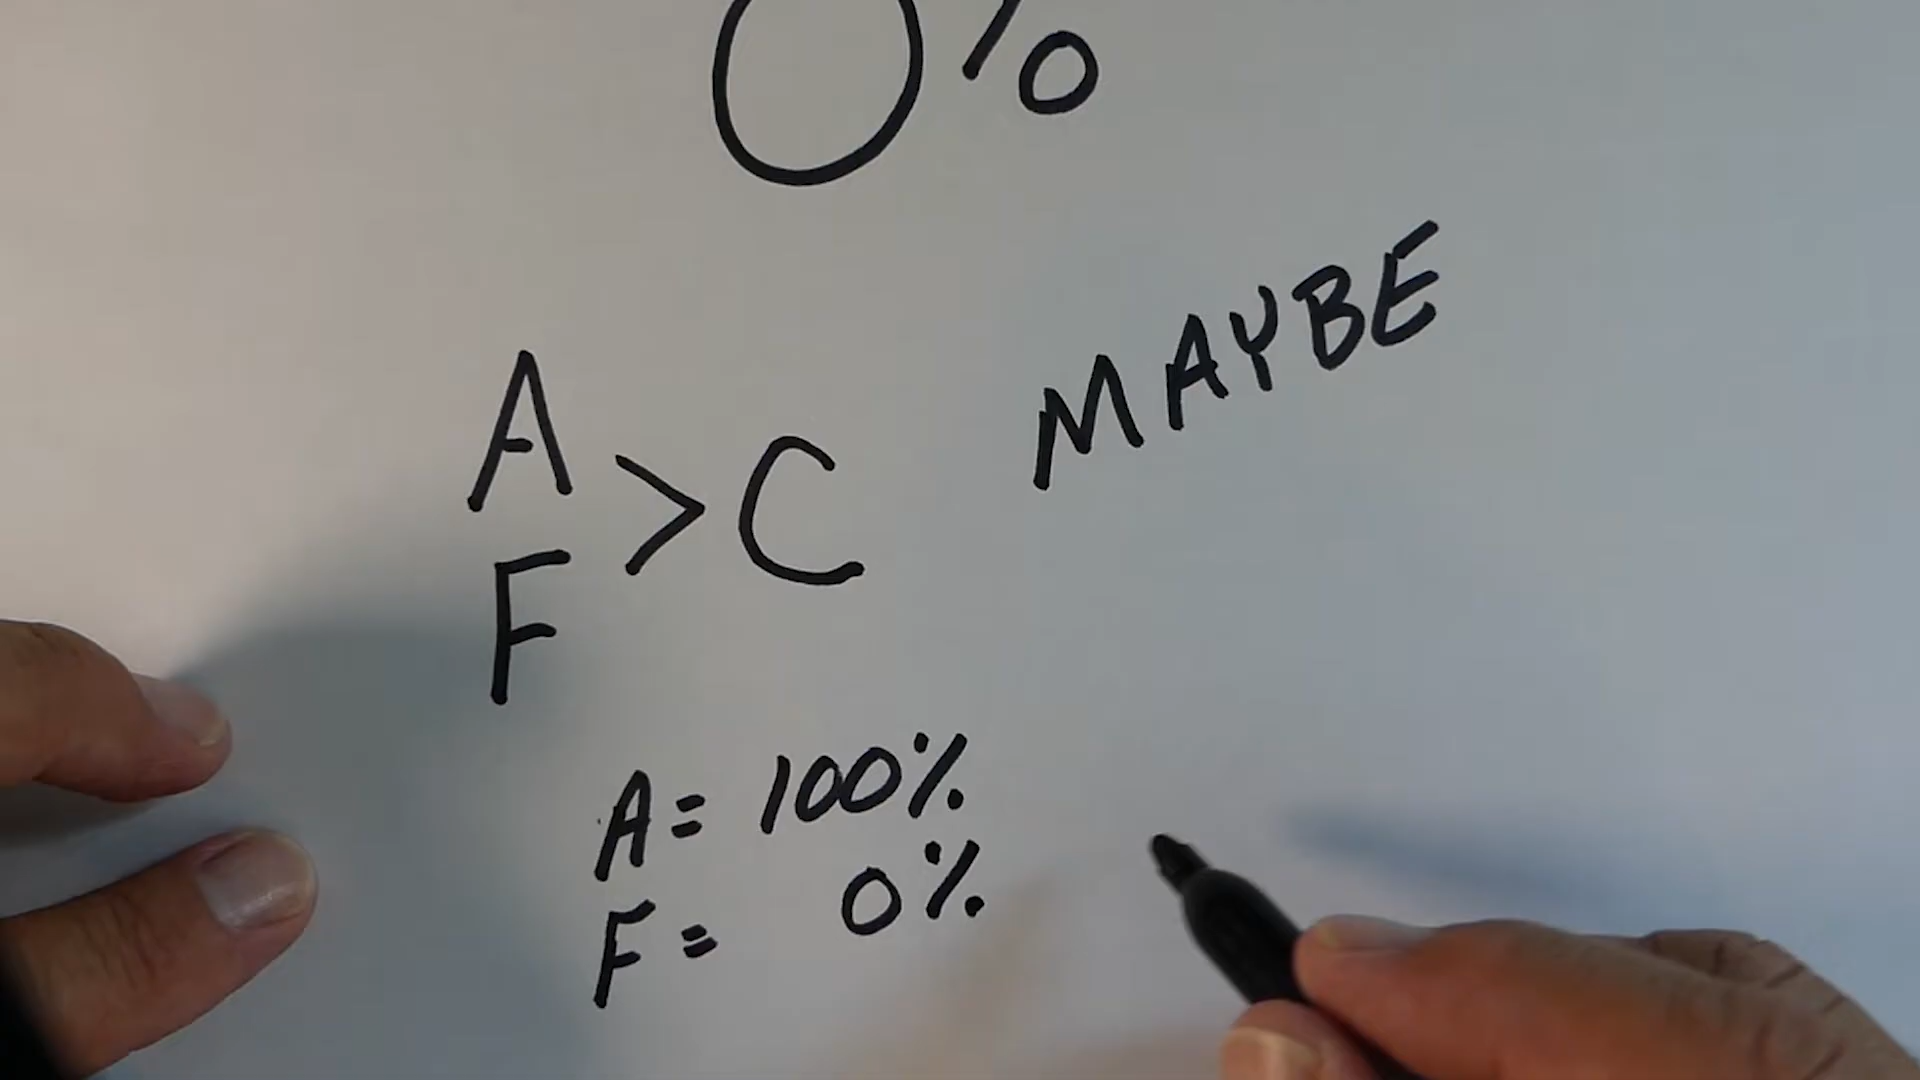 0%
MAYBE
A
> C
F
A = 100%
F = 0%